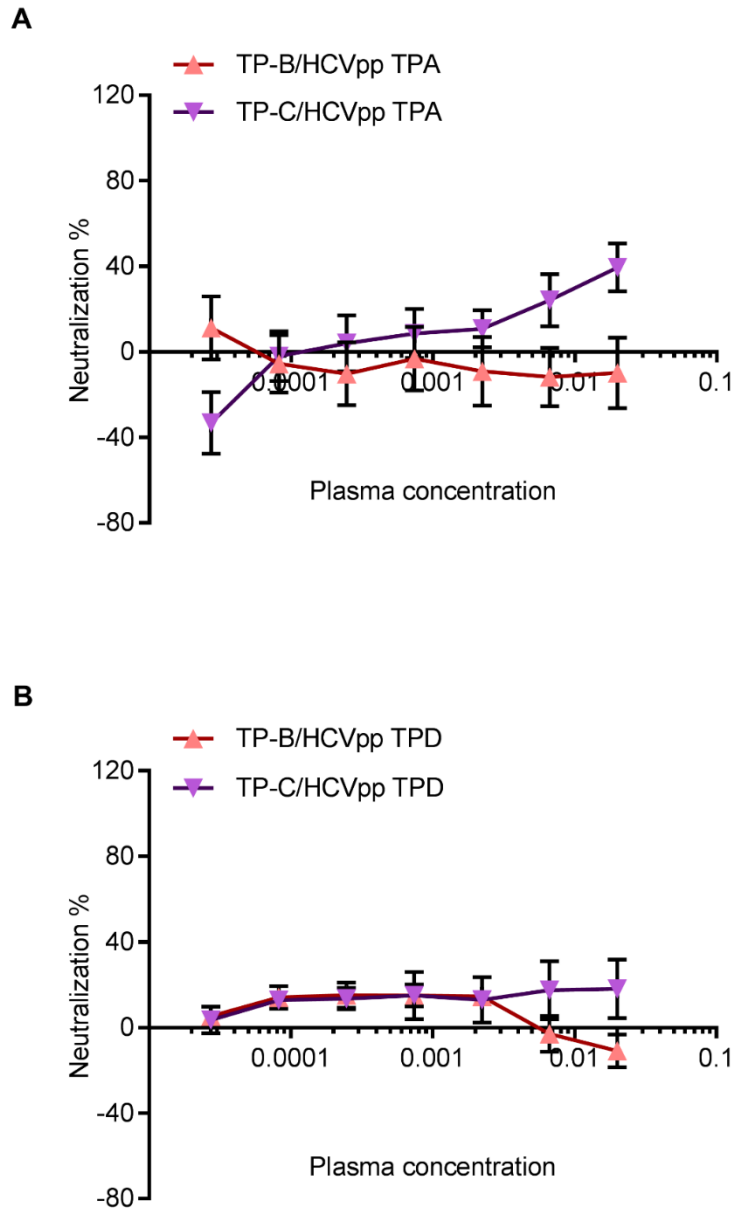 A
TP-B/HCVpp TPA
TP-C/HCVpp TPA
120
80
40
0
-40
-80
Neutralization %
0.0001
0.001
0.01
0.1
Plasma concentration
B
TP-B/HCVpp TPD
TP-C/HCVpp TPD
120
80
40
0
-40
-80
Neutralization %
0.0001
0.001
0.01
0.1
Plasma concentration